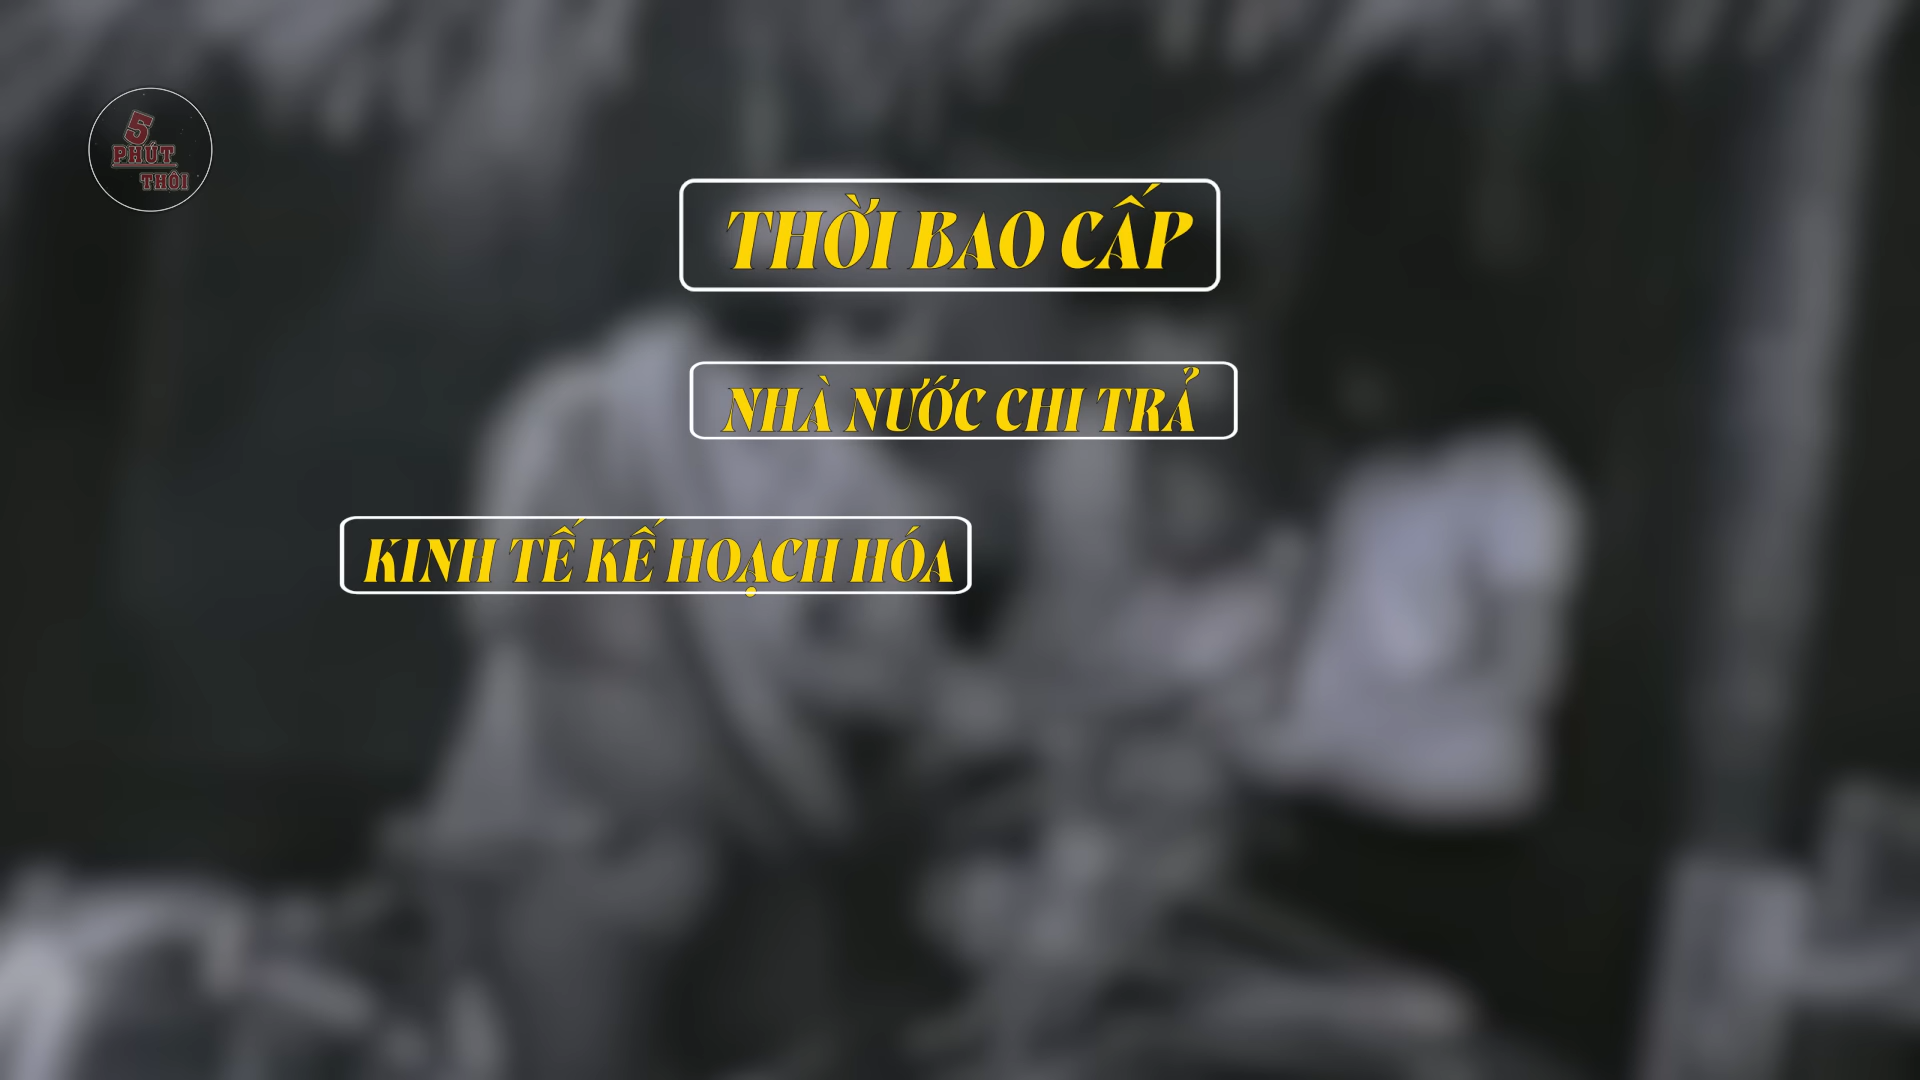 5
PHÚT
THÔI
THỜI BAO CẤP
NHÀ NƯỚC CHI TRẢ
KINH TẾ KẾ HOẠCH HÓA